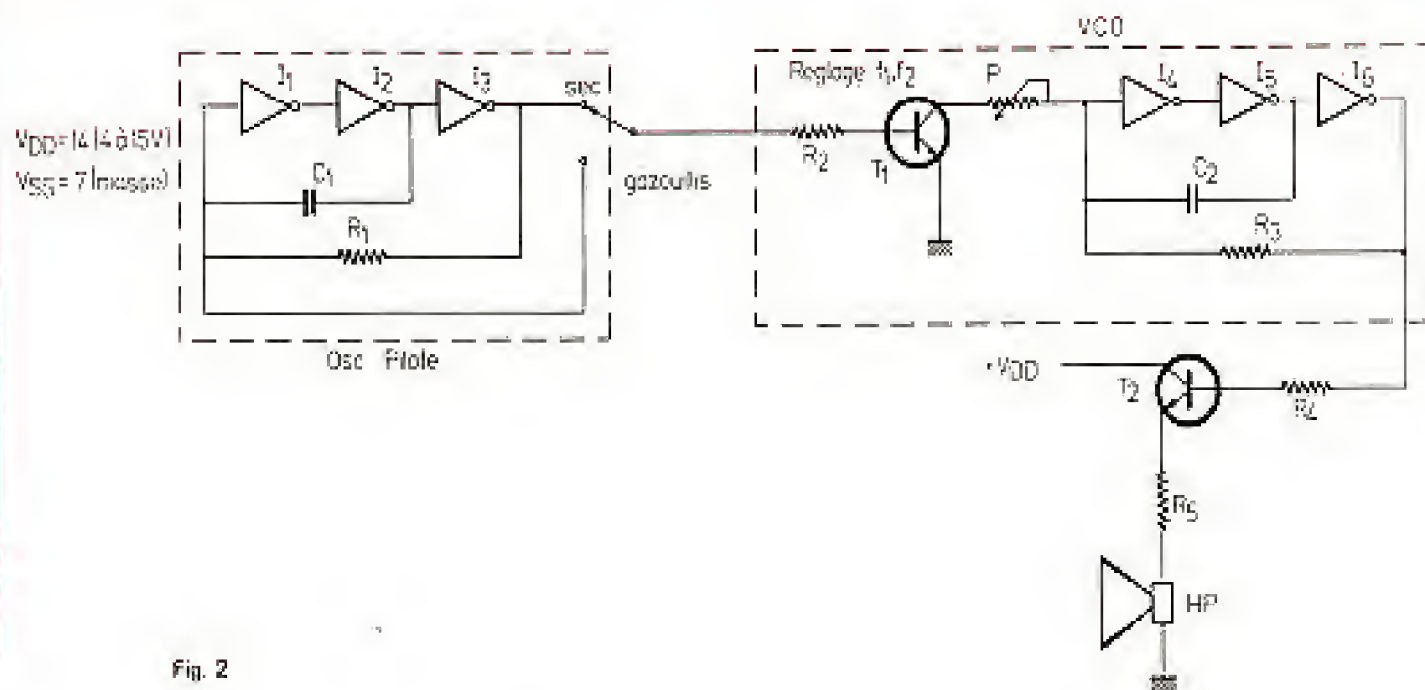 VCO
I1 I2 I3
sec
Reglage f1,f2
P
I4 I5 I6
VDD=14 (4 à 15V)
VSS=7 (masse)
C1
R1
gazouillis
R2
T1
C2
R3
Osc Pilote
+VDD
T2
R4
R5
HP
Fig. 2